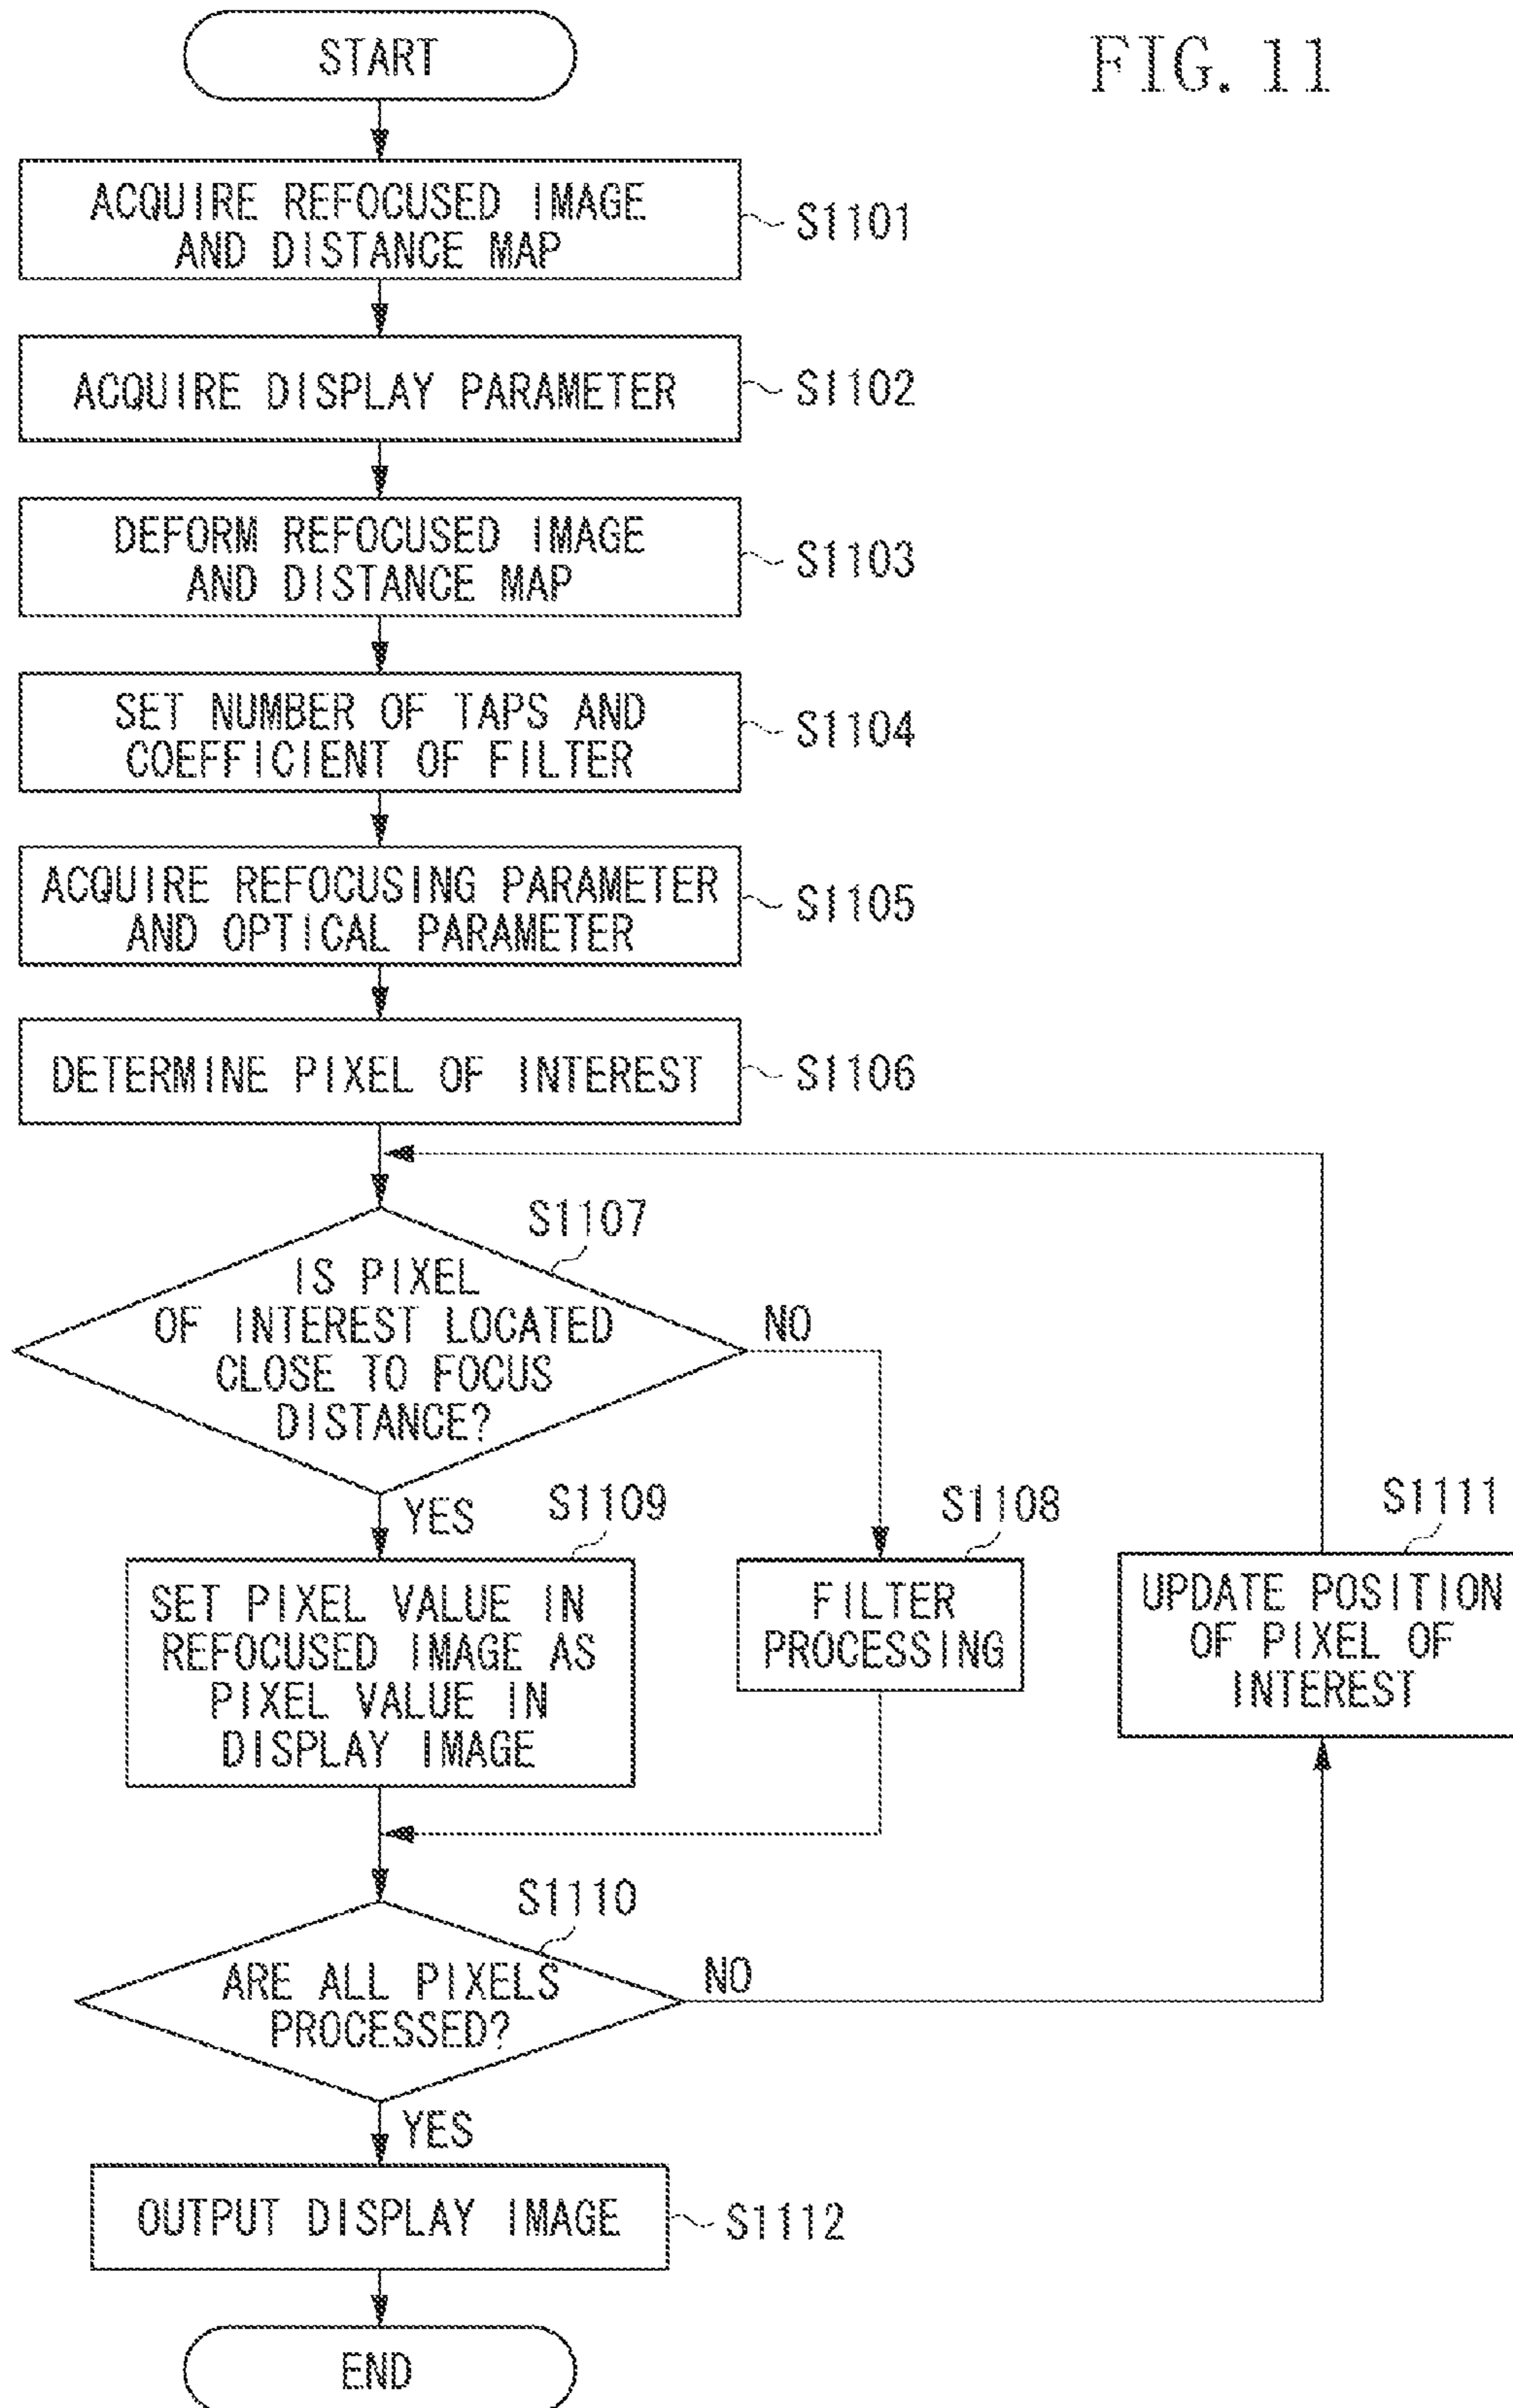 FIG. 11
START
ACQUIRE REFOCUSED IMAGE
AND DISTANCE MAP
S1101
ACQUIRE DISPLAY PARAMETER
S1102
DEFORM REFOCUSED IMAGE
AND DISTANCE MAP
S1103
SET NUMBER OF TAPS AND
COEFFICIENT OF FILTER
S1104
ACQUIRE REFOCUSING PARAMETER
AND OPTICAL PARAMETER
S1105
DETERMINE PIXEL OF INTEREST
S1106
S1107
IS PIXEL
OF INTEREST LOCATED
CLOSE TO FOCUS
DISTANCE?
NO
YES
S1109
SET PIXEL VALUE IN
REFOCUSED IMAGE AS
PIXEL VALUE IN
DISPLAY IMAGE
S1108
FILTER
PROCESSING
S1111
UPDATE POSITION
OF PIXEL OF
INTEREST
S1110
ARE ALL PIXELS
PROCESSED?
NO
YES
OUTPUT DISPLAY IMAGE
S1112
END